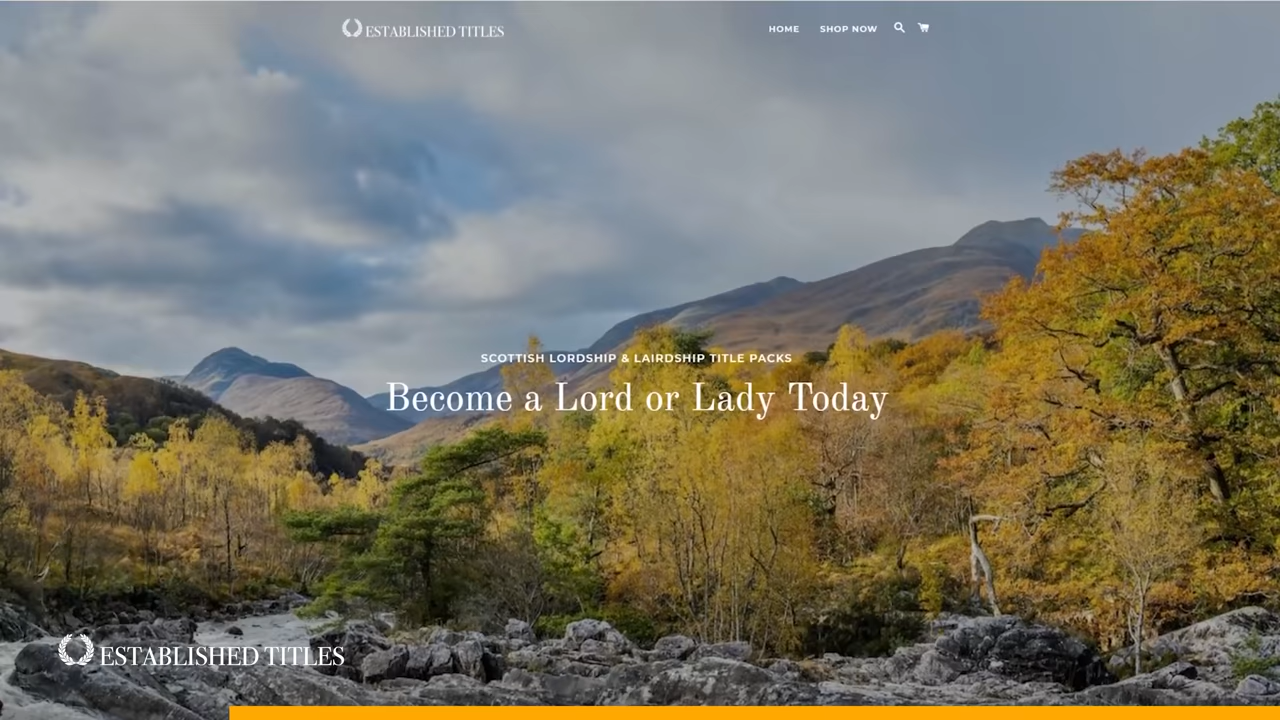 ESTABLISHED TITLES
HOME
SHOP NOW
SCOTTISH LORDSHIP & LAIRDSHIP TITLE PACKS
Become a Lord or Lady Today
ESTABLISHED TITLES